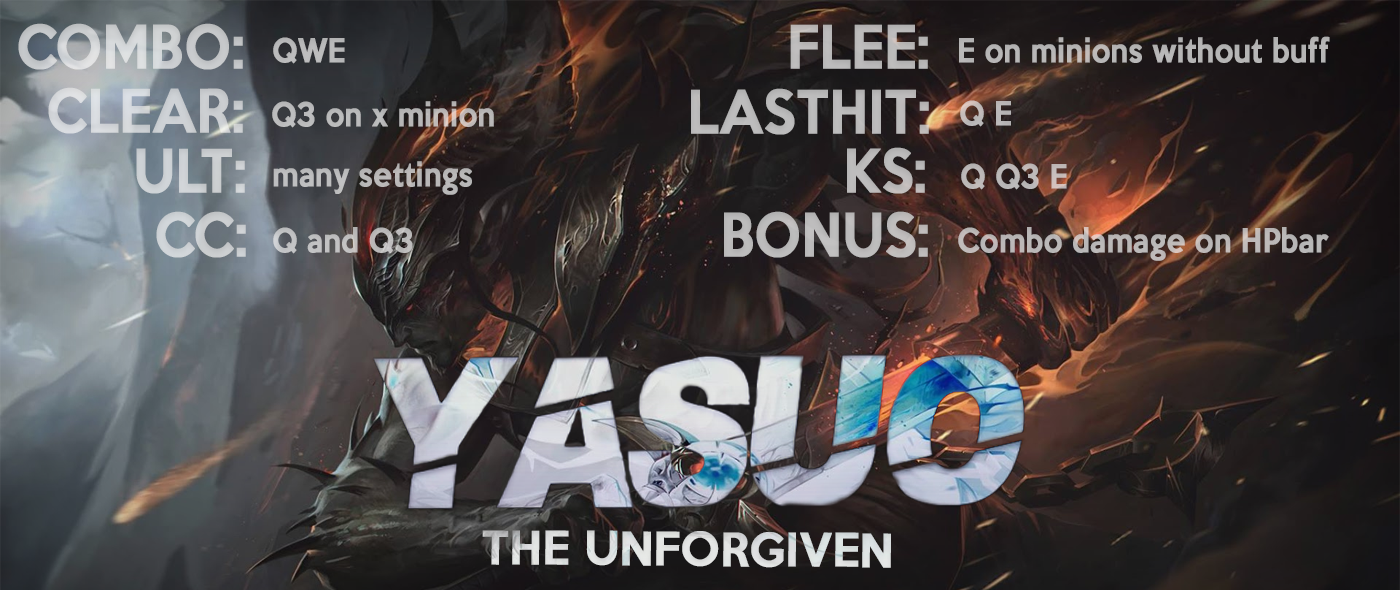 COMBO: QWE
CLEAR: Q3 on x minion
ULT: many settings
CC: Q and Q3
FLEE: E on minions without buff
LASTHIT: Q E
KS: Q Q3 E
BONUS: Combo damage on HPbar
YASUO
THE UNFORGIVEN